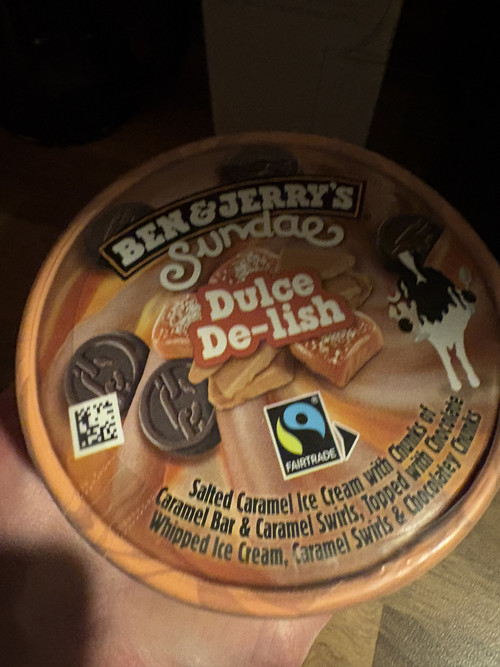 BEN & JERRY'S
Sundae
Dulce
De-lish
FAIRTRADE
Salted Caramel Ice Cream with Chunks of
Caramel Bar & Caramel Swirls, Topped with Chocolate
Whipped Ice Cream, Caramel Swirls & Chocolatey Chunks